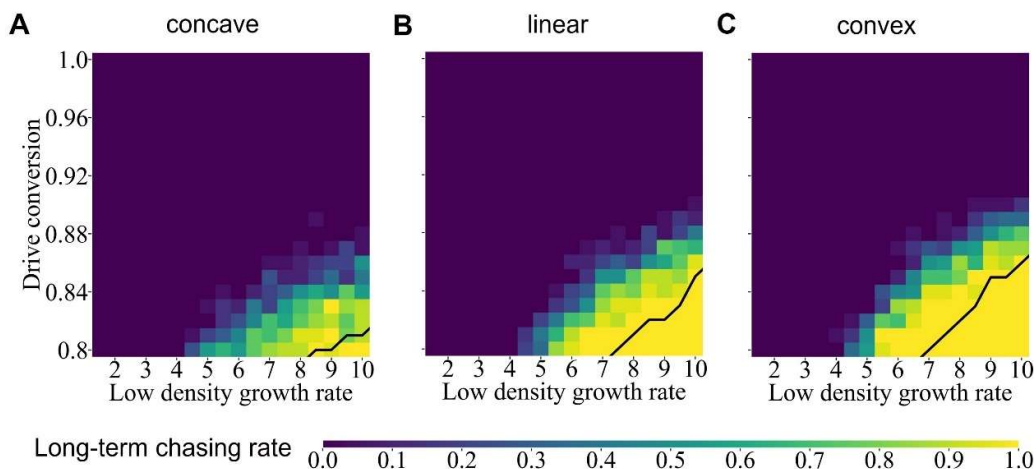 A concave B linear C convex
Drive conversion
1.0
0.96
0.92
0.88
0.84
0.8
2 3 4 5 6 7 8 9 10 2 3 4 5 6 7 8 9 10 2 3 4 5 6 7 8 9 10
Low density growth rate Low density growth rate Low density growth rate
Long-term chasing rate
0.0 0.1 0.2 0.3 0.4 0.5 0.6 0.7 0.8 0.9 1.0